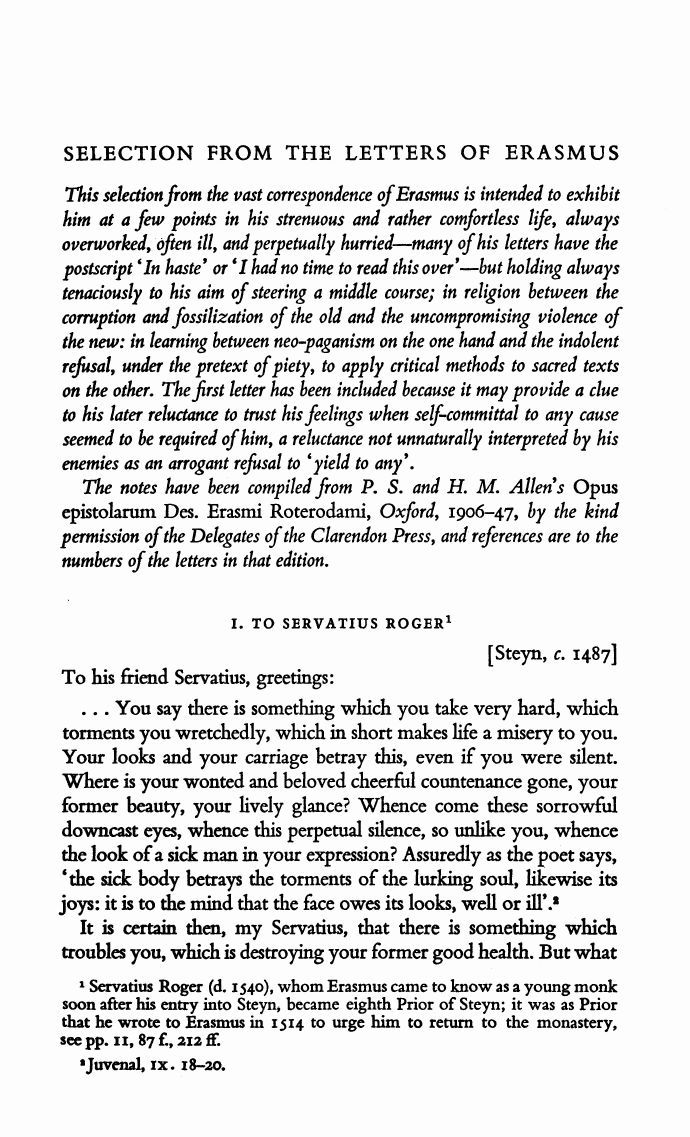 SELECTION FROM THE LETTERS OF ERASMUS
This selection from the vast correspondence of Erasmus is intended to exhibit
him at a few points in his strenuous and rather comfortless life, always
overworked, often ill, and perpetually hurried—many of his letters have the
postscript ‘In haste’ or ‘I had no time to read this over’—but holding always
tenaciously to his aim of steering a middle course; in religion between the
corruption and fossilization of the old and the uncompromising violence of
the new: in learning between neo-paganism on the one hand and the indolent
refusal, under the pretext of piety, to apply critical methods to sacred texts
on the other. The first letter has been included because it may provide a clue
to his later reluctance to trust his feelings when self-committal to any cause
seemed to be required of him, a reluctance not unnaturally interpreted by his
enemies as an arrogant refusal to ‘yield to any’.
The notes have been compiled from P. S. and H. M. Allen’s Opus
epistolarum Des. Erasmi Roterodami, Oxford, 1906–47, by the kind
permission of the Delegates of the Clarendon Press, and references are to the
numbers of the letters in that edition.
I. TO SERVATIUS ROGER¹
[Steyn, c. 1487]
To his friend Servatius, greetings:
. . . You say there is something which you take very hard, which
torments you wretchedly, which in short makes life a misery to you.
Your looks and your carriage betray this, even if you were silent.
Where is your wonted and beloved cheerful countenance gone, your
former beauty, your lively glance? Whence come these sorrowful
downcast eyes, whence this perpetual silence, so unlike you, whence
the look of a sick man in your expression? Assuredly as the poet says,
‘the sick body betrays the torments of the lurking soul, likewise its
joys: it is to the mind that the face owes its looks, well or ill’.²
It is certain then, my Servatius, that there is something which
troubles you, which is destroying your former good health. But what
¹ Servatius Roger (d. 1540), whom Erasmus came to know as a young monk
soon after his entry into Steyn, became eighth Prior of Steyn; it was as Prior
that he wrote to Erasmus in 1514 to urge him to return to the monastery,
see pp. 11, 87 f., 212 ff.
² Juvenal, IX. 18–20.